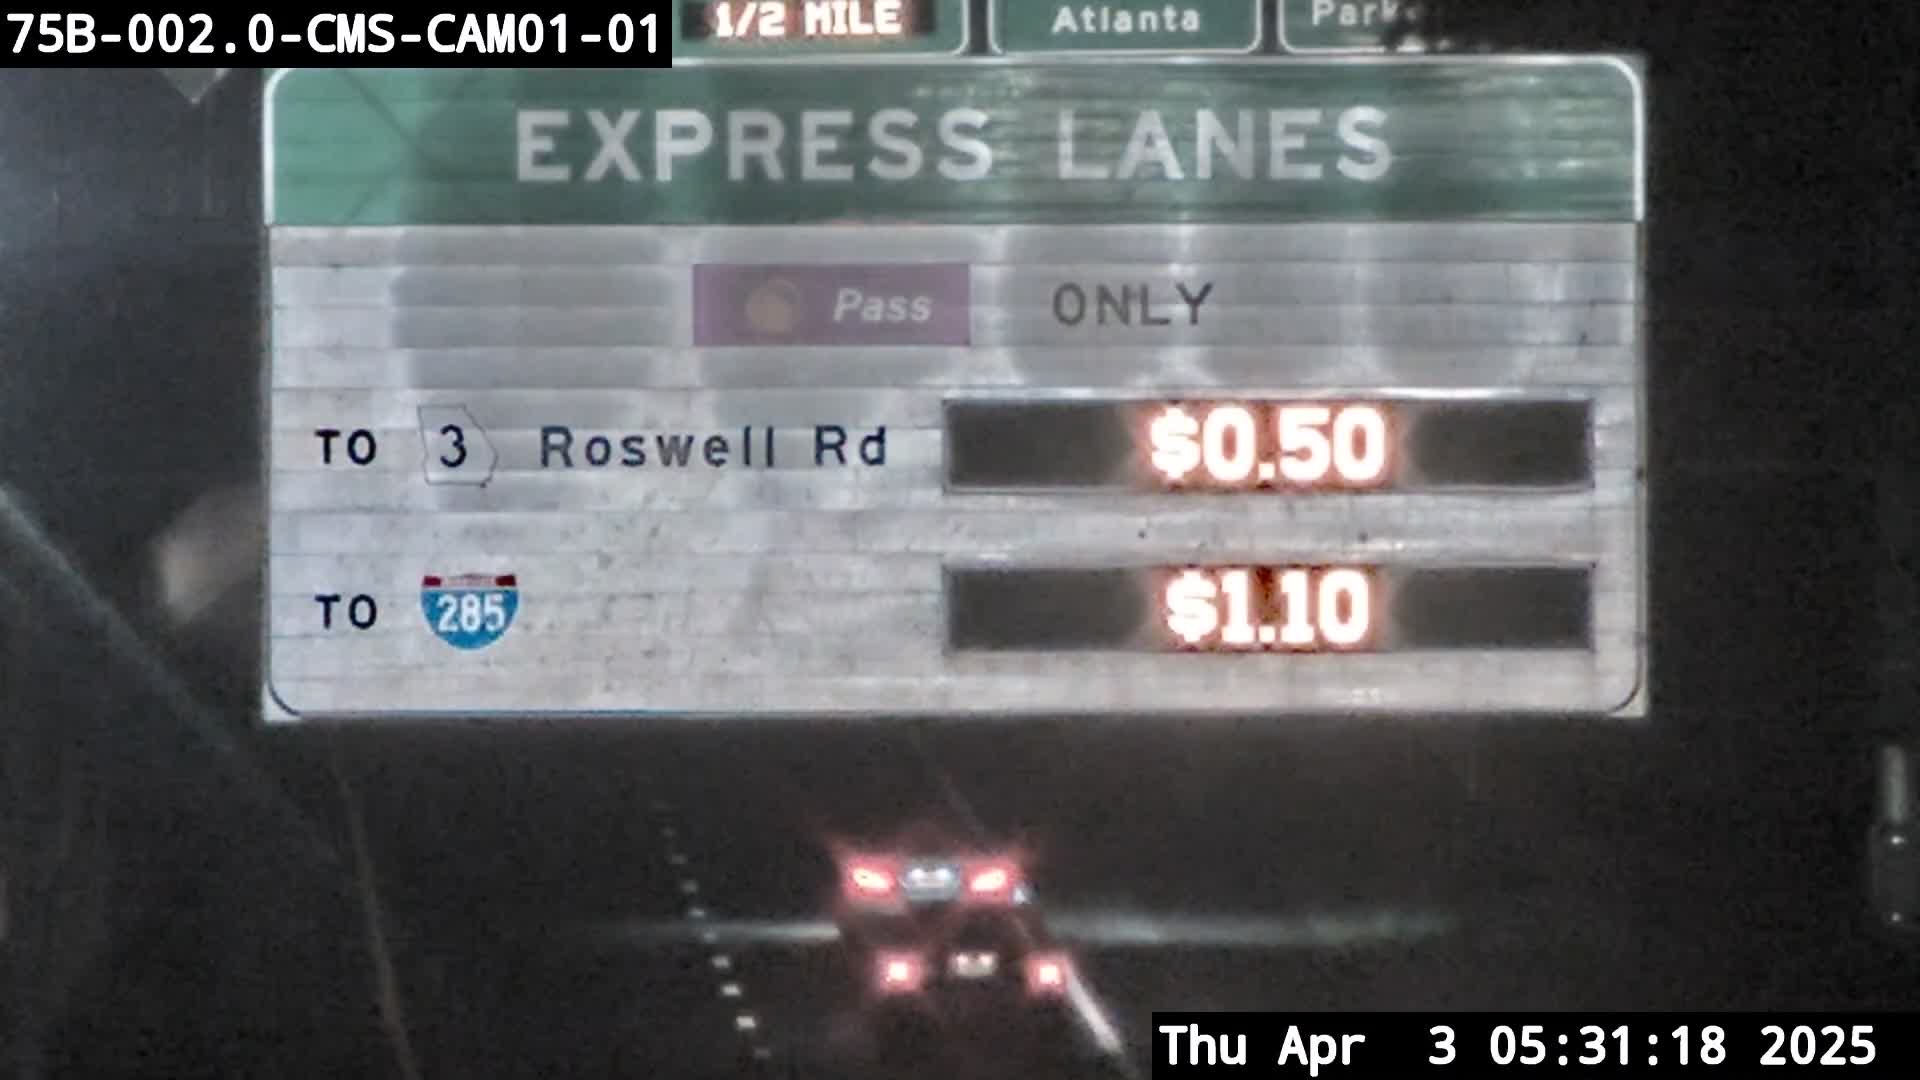 75B-002.0-CMS-CAM01-01
1/2 MILE
Atlanta
EXPRESS LANES
Pass ONLY
TO 3 Roswell Rd $0.50
TO 285 $1.10
Thu Apr 3 05:31:18 2025